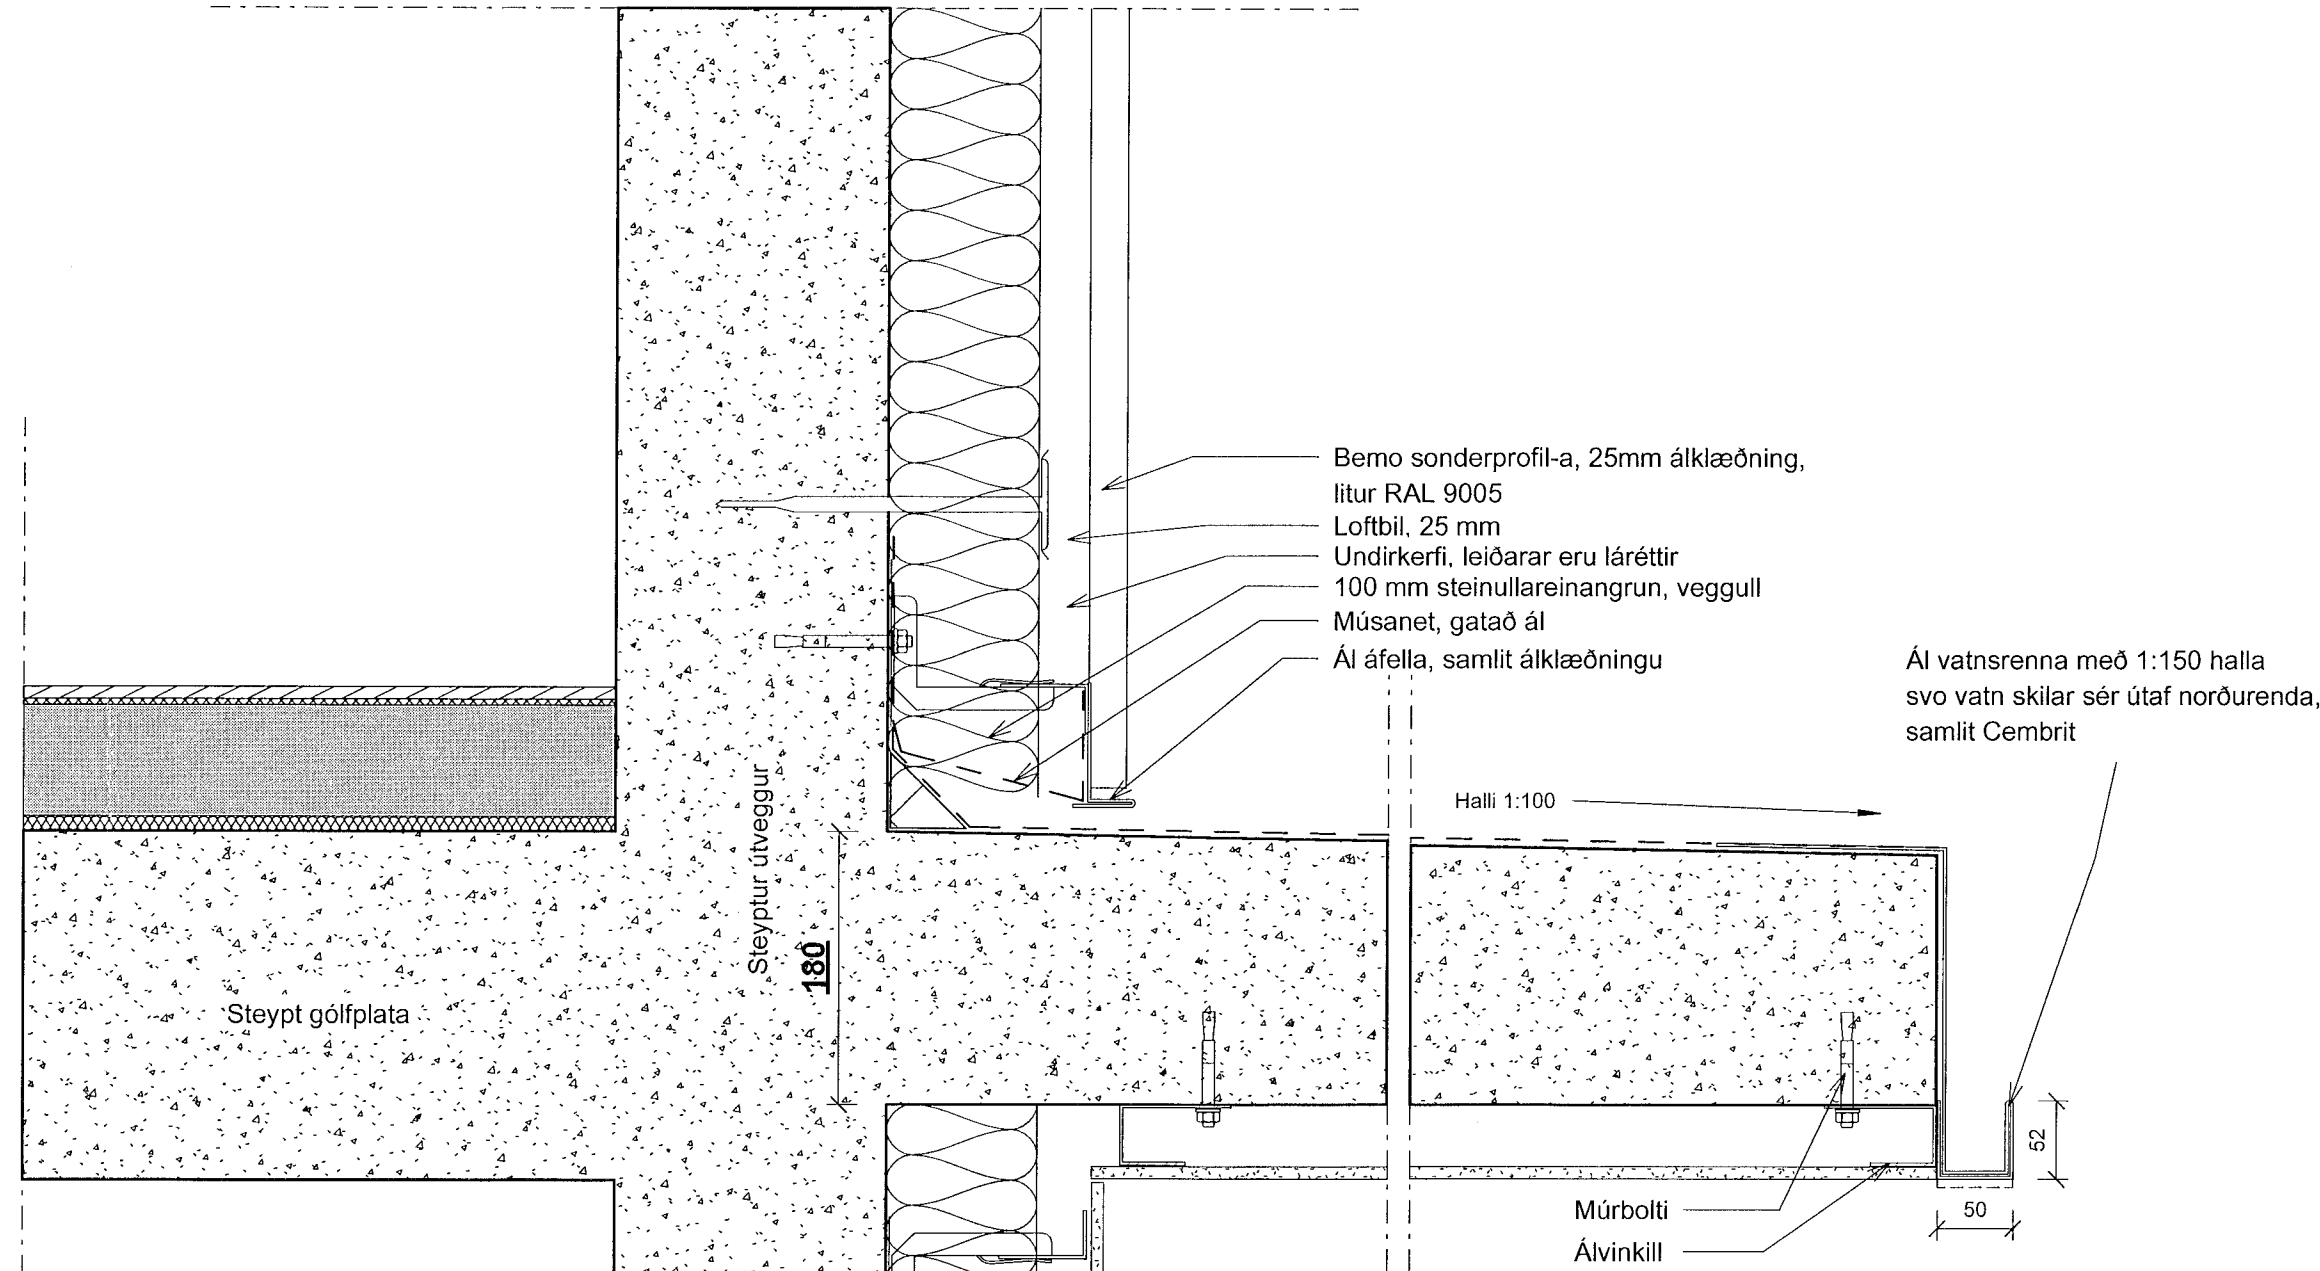 Bemo sonderprofil-a, 25mm álklæðning,
litur RAL 9005
Loftbil, 25 mm
Undirkerfi, leiðarar eru láréttir
100 mm steinullareinangrun, veggull
Músanet, gatað ál
Ál áfella, samlit álklæðningu
Ál vatnsrenna með 1:150 halla
svo vatn skilar sér útaf norðurenda,
samlit Cembrit
Halli 1:100
Steyptur útveggur
180
Steypt gólfplata
52
50
Múrbolti
Álvinkill